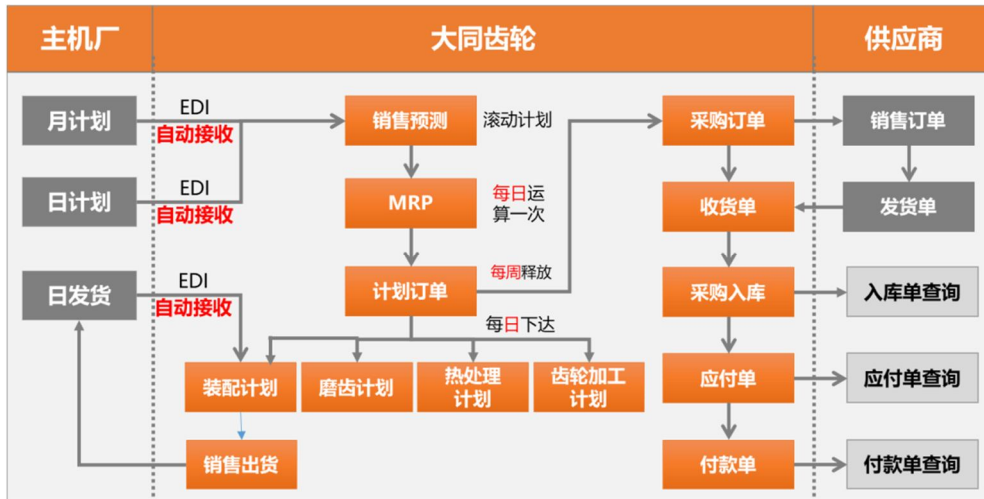 主机厂
大同齿轮
供应商
月计划
EDI
自动接收
销售预测
滚动计划
采购订单
销售订单
日计划
EDI
自动接收
MRP
每日运
算一次
收货单
发货单
日发货
EDI
自动接收
计划订单
每周释放
采购入库
入库单查询
每日下达
装配计划
磨齿计划
热处理
计划
齿轮加工
计划
应付单
应付单查询
销售出货
付款单
付款单查询